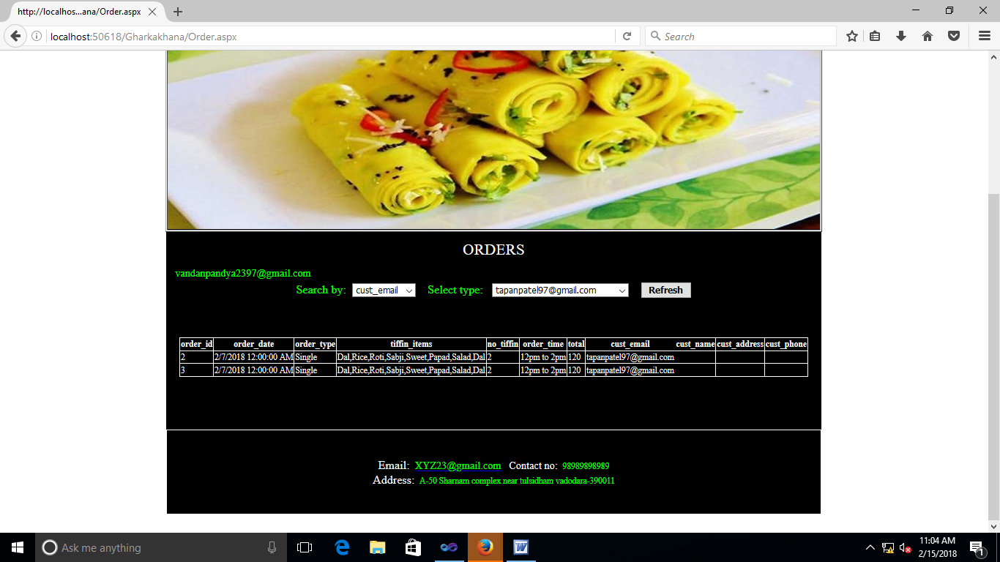 http://localhos...ana/Order.aspx
localhost:50618/Gharkakhana/Order.aspx
Search
ORDERS
vandanpandya2397@gmail.com
Search by: cust_email Select type: tapanpatel97@gmail.com Refresh
order_id order_date order_type tiffin_items no_tiffin order_time total cust_email cust_name cust_address cust_phone
2 2/7/2018 12:00:00 AM Single Dal,Rice,Roti,Sabji,Sweet,Papad,Salad,Dal 2 12pm to 2pm 120 tapanpatel97@gmail.com
3 2/7/2018 12:00:00 AM Single Dal,Rice,Roti,Sabji,Sweet,Papad,Salad,Dal 2 12pm to 2pm 120 tapanpatel97@gmail.com
Email: XYZ23@gmail.com Contact no: 98989898989
Address: A-50 Sharnam complex near tulsidham vadodara-390011
Ask me anything
11:04 AM
2/15/2018
1